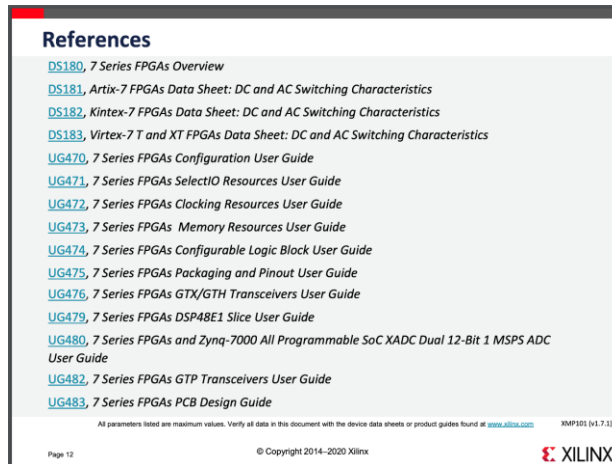 References
DS180, 7 Series FPGAs Overview
DS181, Artix-7 FPGAs Data Sheet: DC and AC Switching Characteristics
DS182, Kintex-7 FPGAs Data Sheet: DC and AC Switching Characteristics
DS183, Virtex-7 T and XT FPGAs Data Sheet: DC and AC Switching Characteristics
UG470, 7 Series FPGAs Configuration User Guide
UG471, 7 Series FPGAs SelectIO Resources User Guide
UG472, 7 Series FPGAs Clocking Resources User Guide
UG473, 7 Series FPGAs Memory Resources User Guide
UG474, 7 Series FPGAs Configurable Logic Block User Guide
UG475, 7 Series FPGAs Packaging and Pinout User Guide
UG476, 7 Series FPGAs GTX/GTH Transceivers User Guide
UG479, 7 Series FPGAs DSP48E1 Slice User Guide
UG480, 7 Series FPGAs and Zynq-7000 All Programmable SoC XADC Dual 12-Bit 1 MSPS ADC
User Guide
UG482, 7 Series FPGAs GTP Transceivers User Guide
UG483, 7 Series FPGAs PCB Design Guide
All parameters listed are maximum values. Verify all data in this document with the device data sheets or product guides found at www.xilinx.com XMP101 (v1.7.1)
Page 12 © Copyright 2014–2020 Xilinx XILINX